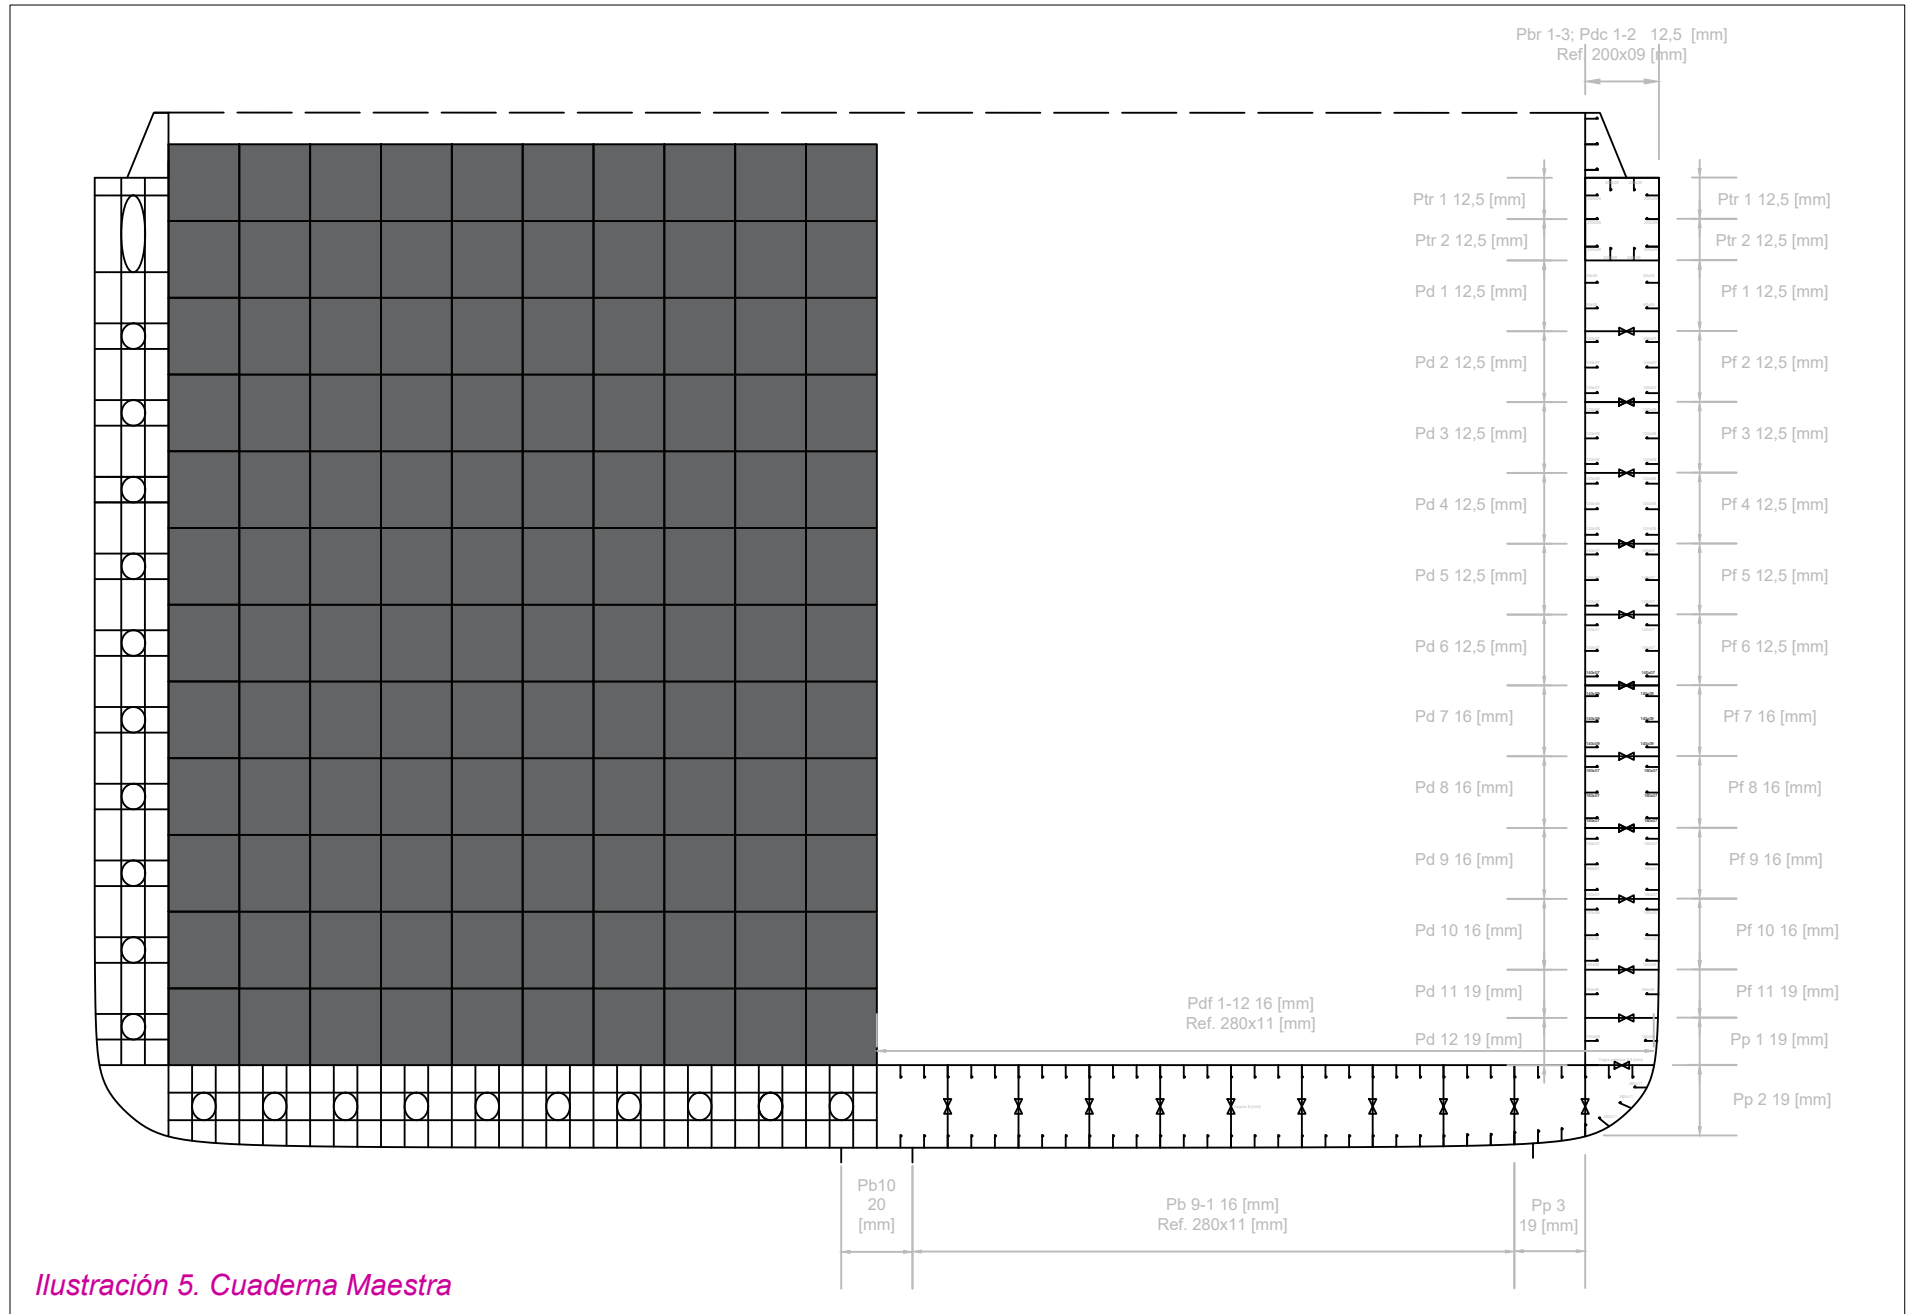 Pbr 1-3; Pdc 1-2 12,5 [mm]
Ref. 200x09 [mm]
Ptr 1 12,5 [mm]
Ptr 1 12,5 [mm]
Ptr 2 12,5 [mm]
Ptr 2 12,5 [mm]
Pd 1 12,5 [mm]
Pf 1 12,5 [mm]
Pd 2 12,5 [mm]
Pf 2 12,5 [mm]
Pd 3 12,5 [mm]
Pf 3 12,5 [mm]
Pd 4 12,5 [mm]
Pf 4 12,5 [mm]
Pd 5 12,5 [mm]
Pf 5 12,5 [mm]
Pd 6 12,5 [mm]
Pf 6 12,5 [mm]
Pd 7 16 [mm]
Pf 7 16 [mm]
Pd 8 16 [mm]
Pf 8 16 [mm]
Pd 9 16 [mm]
Pf 9 16 [mm]
Pd 10 16 [mm]
Pf 10 16 [mm]
Pd 11 19 [mm]
Pf 11 19 [mm]
Pdf 1-12 16 [mm]
Ref. 280x11 [mm]
Pd 12 19 [mm]
Pp 1 19 [mm]
Pp 2 19 [mm]
Pb10
20
[mm]
Pb 9-1 16 [mm]
Ref. 280x11 [mm]
Pp 3
19 [mm]
Ilustración 5. Cuaderna Maestra